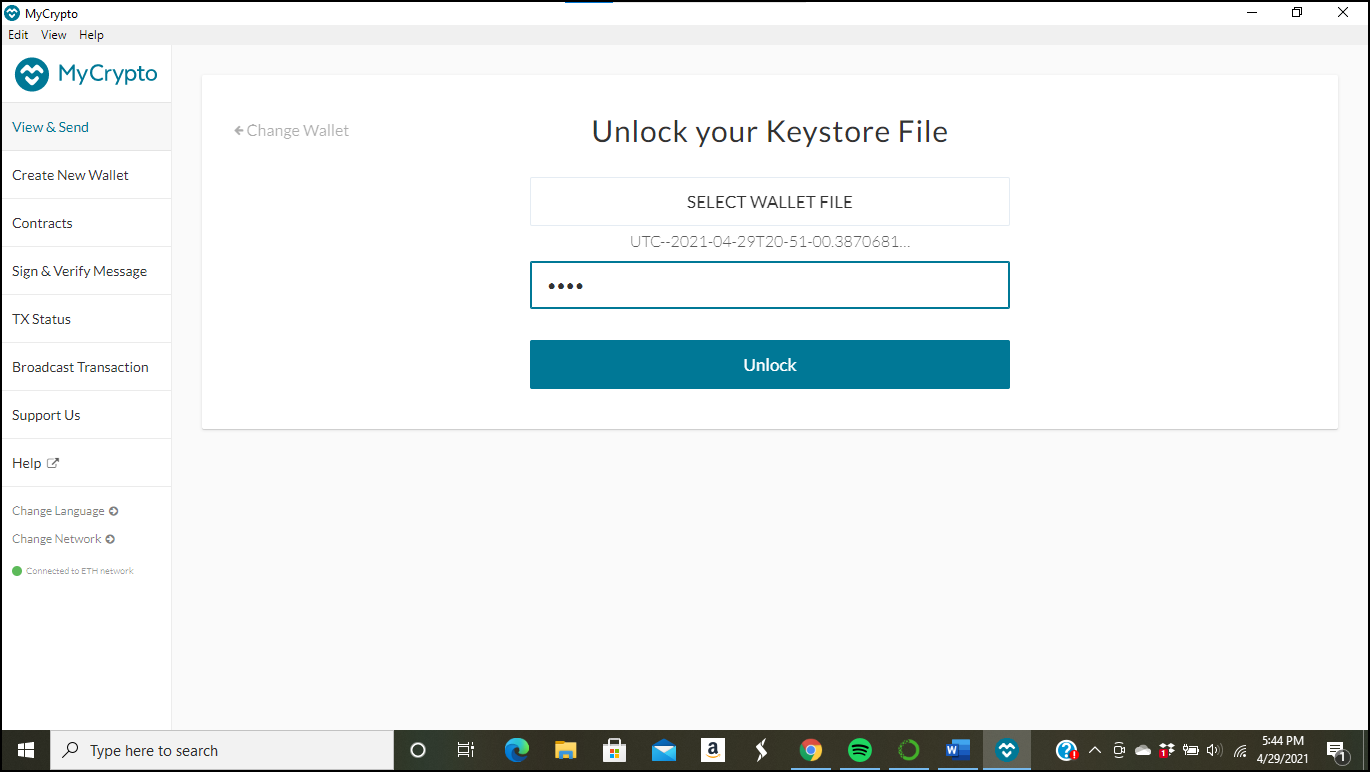 MyCrypto
Edit View Help
MyCrypto
View & Send
Create New Wallet
Contracts
Sign & Verify Message
TX Status
Broadcast Transaction
Support Us
Help
Change Language
Change Network
Connected to ETH network
Change Wallet
Unlock your Keystore File
SELECT WALLET FILE
UTC--2021-04-29T20-51-00.3870681...
••••
Unlock
Type here to search
5:44 PM
4/29/2021
1